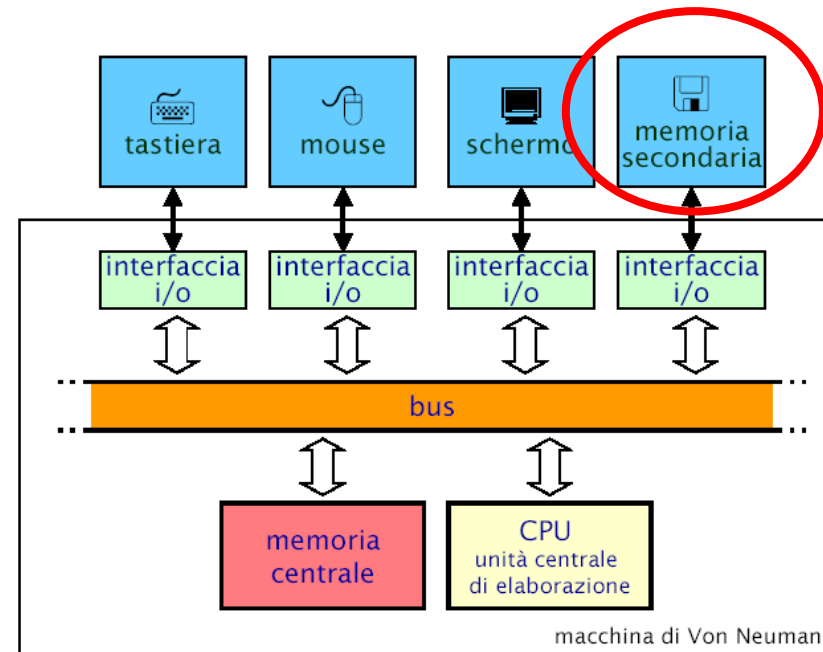 tastiera
mouse
schermo
memoria
secondaria
interfaccia
i/o
interfaccia
i/o
interfaccia
i/o
interfaccia
i/o
bus
memoria
centrale
CPU
unità centrale
di elaborazione
macchina di Von Neuman